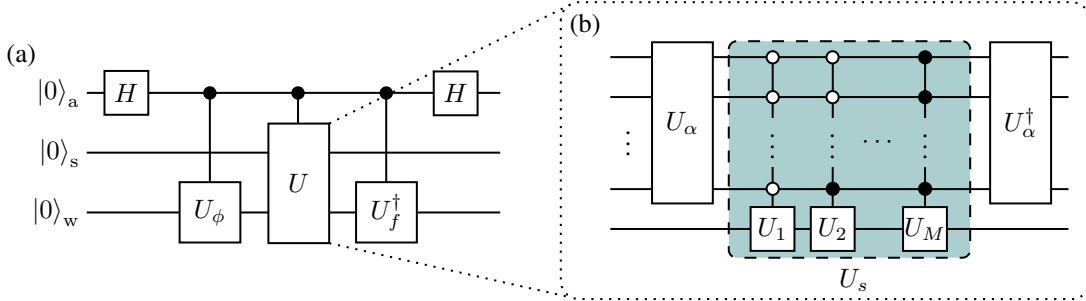 (a)
|0⟩a H H
|0⟩s U
|0⟩w Uϕ U†f
(b)
Uα U†α
⋮ ⋮ ⋮ ⋯ ⋮
U1 U2 UM
Us